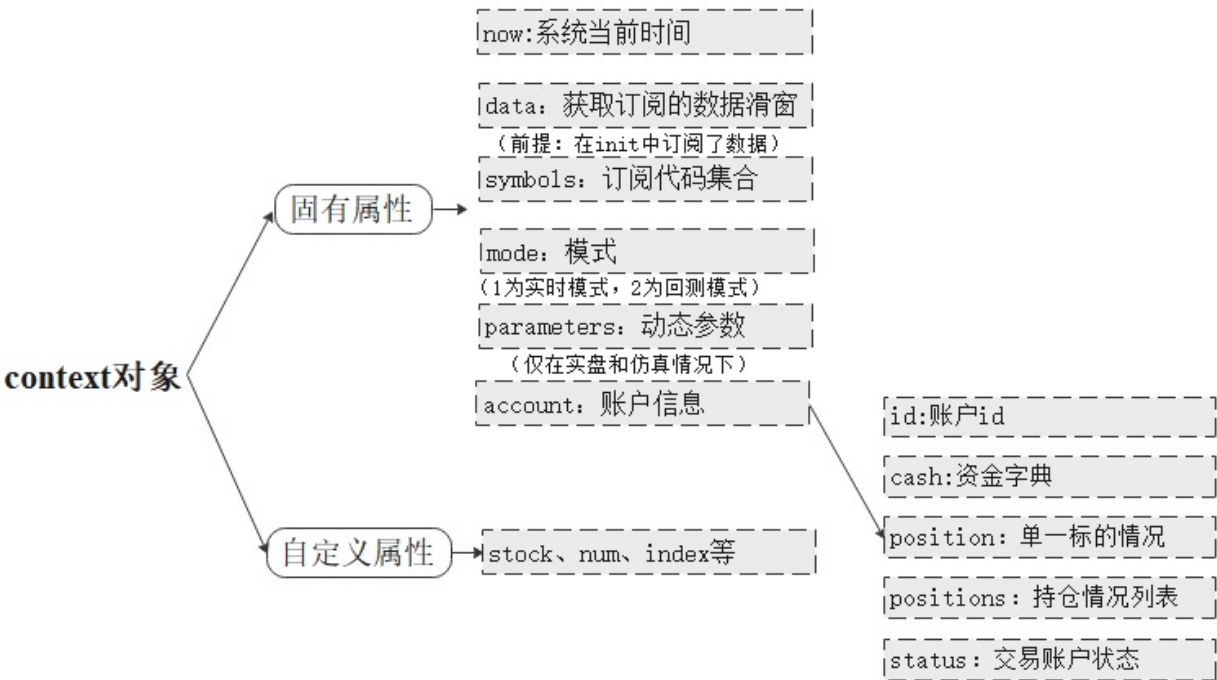 now:系统当前时间
data：获取订阅的数据滑窗
（前提：在init中订阅了数据）
symbols：订阅代码集合
固有属性
mode：模式
（1为实时模式，2为回测模式）
parameters：动态参数
（仅在实盘和仿真情况下）
context对象
account：账户信息
id:账户id
cash:资金字典
position：单一标的情况
自定义属性
stock、num、index等
positions：持仓情况列表
status：交易账户状态